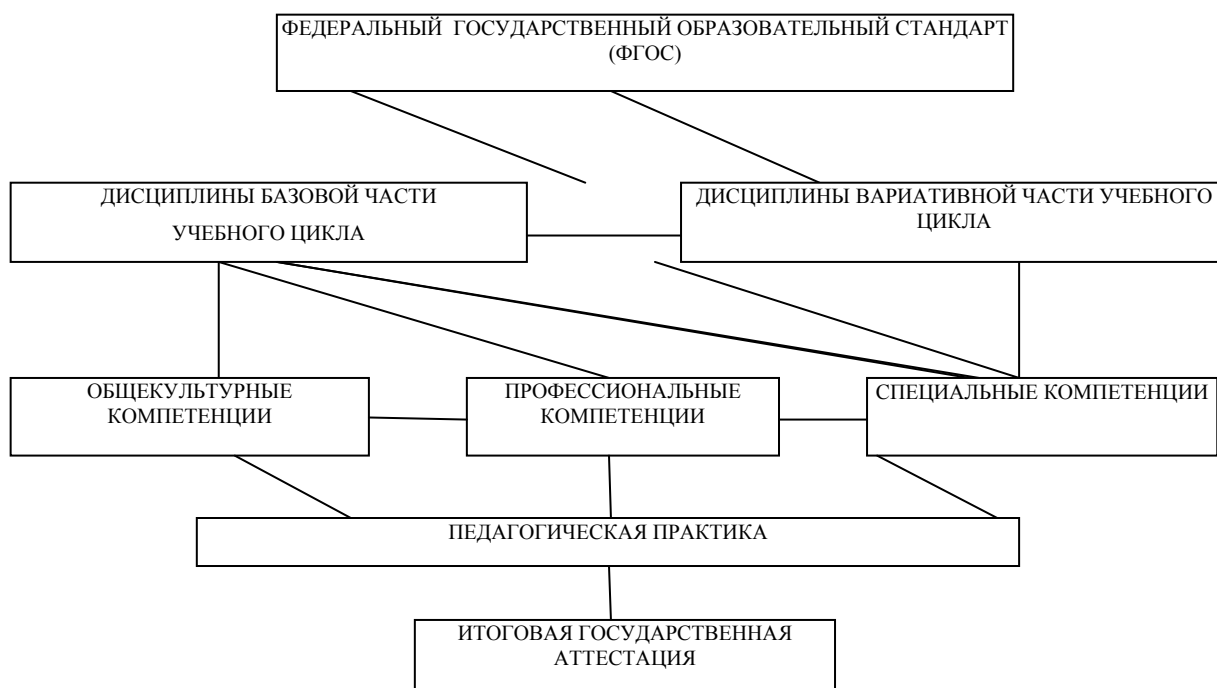 ФЕДЕРАЛЬНЫЙ ГОСУДАРСТВЕННЫЙ ОБРАЗОВАТЕЛЬНЫЙ СТАНДАРТ
(ФГОС)
ДИСЦИПЛИНЫ БАЗОВОЙ ЧАСТИ
УЧЕБНОГО ЦИКЛА
ДИСЦИПЛИНЫ ВАРИАТИВНОЙ ЧАСТИ УЧЕБНОГО
ЦИКЛА
ОБЩЕКУЛЬТУРНЫЕ
КОМПЕТЕНЦИИ
ПРОФЕССИОНАЛЬНЫЕ
КОМПЕТЕНЦИИ
СПЕЦИАЛЬНЫЕ КОМПЕТЕНЦИИ
ПЕДАГОГИЧЕСКАЯ ПРАКТИКА
ИТОГОВАЯ ГОСУДАРСТВЕННАЯ
АТТЕСТАЦИЯ